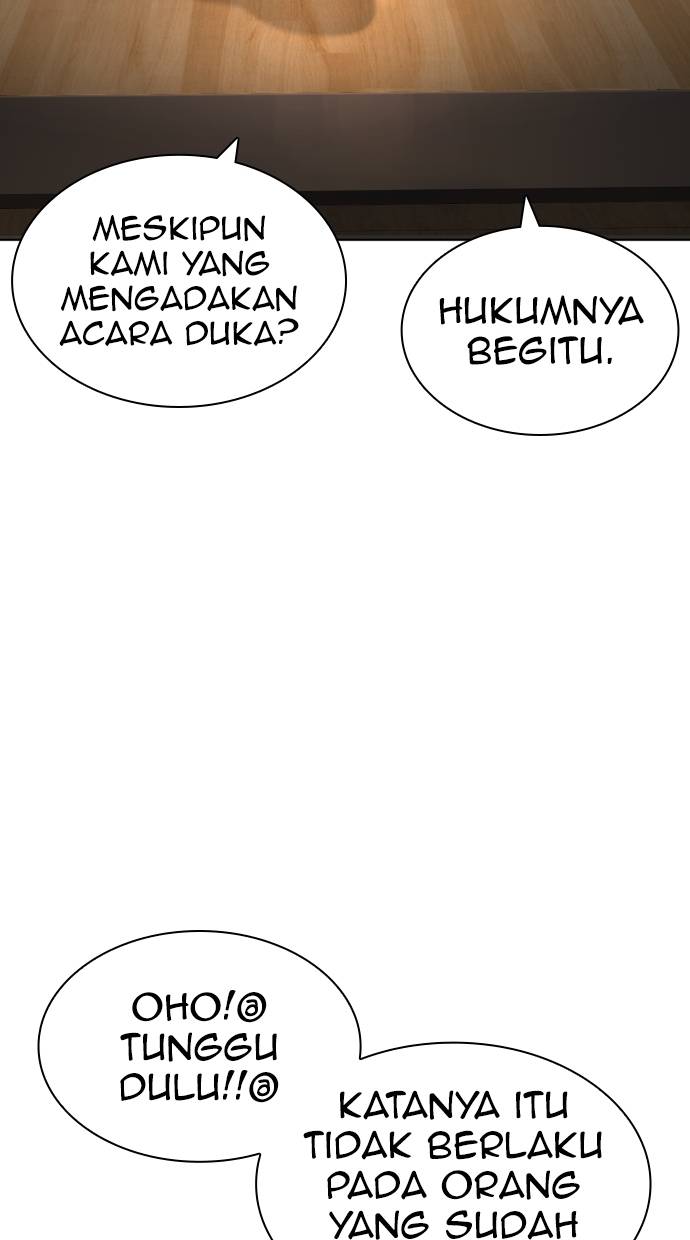 MESKIPUN
KAMI YANG
MENGADAKAN
ACARA DUKA?
HUKUMNYA
BEGITU.
OHO!@
TUNGGU
DULU!!@
KATANYA ITU
TIDAK BERLAKU
PADA ORANG
YANG SUDAH